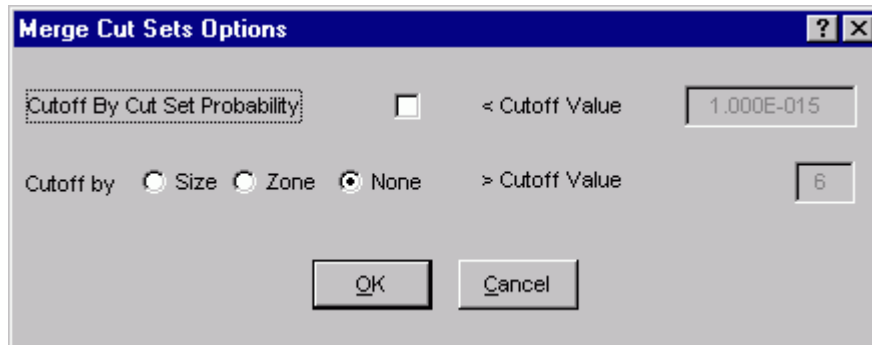 Merge Cut Sets Options ? X
Cutoff By Cut Set Probability < Cutoff Value 1.000E-015
Cutoff by Size Zone None > Cutoff Value 6
OK Cancel